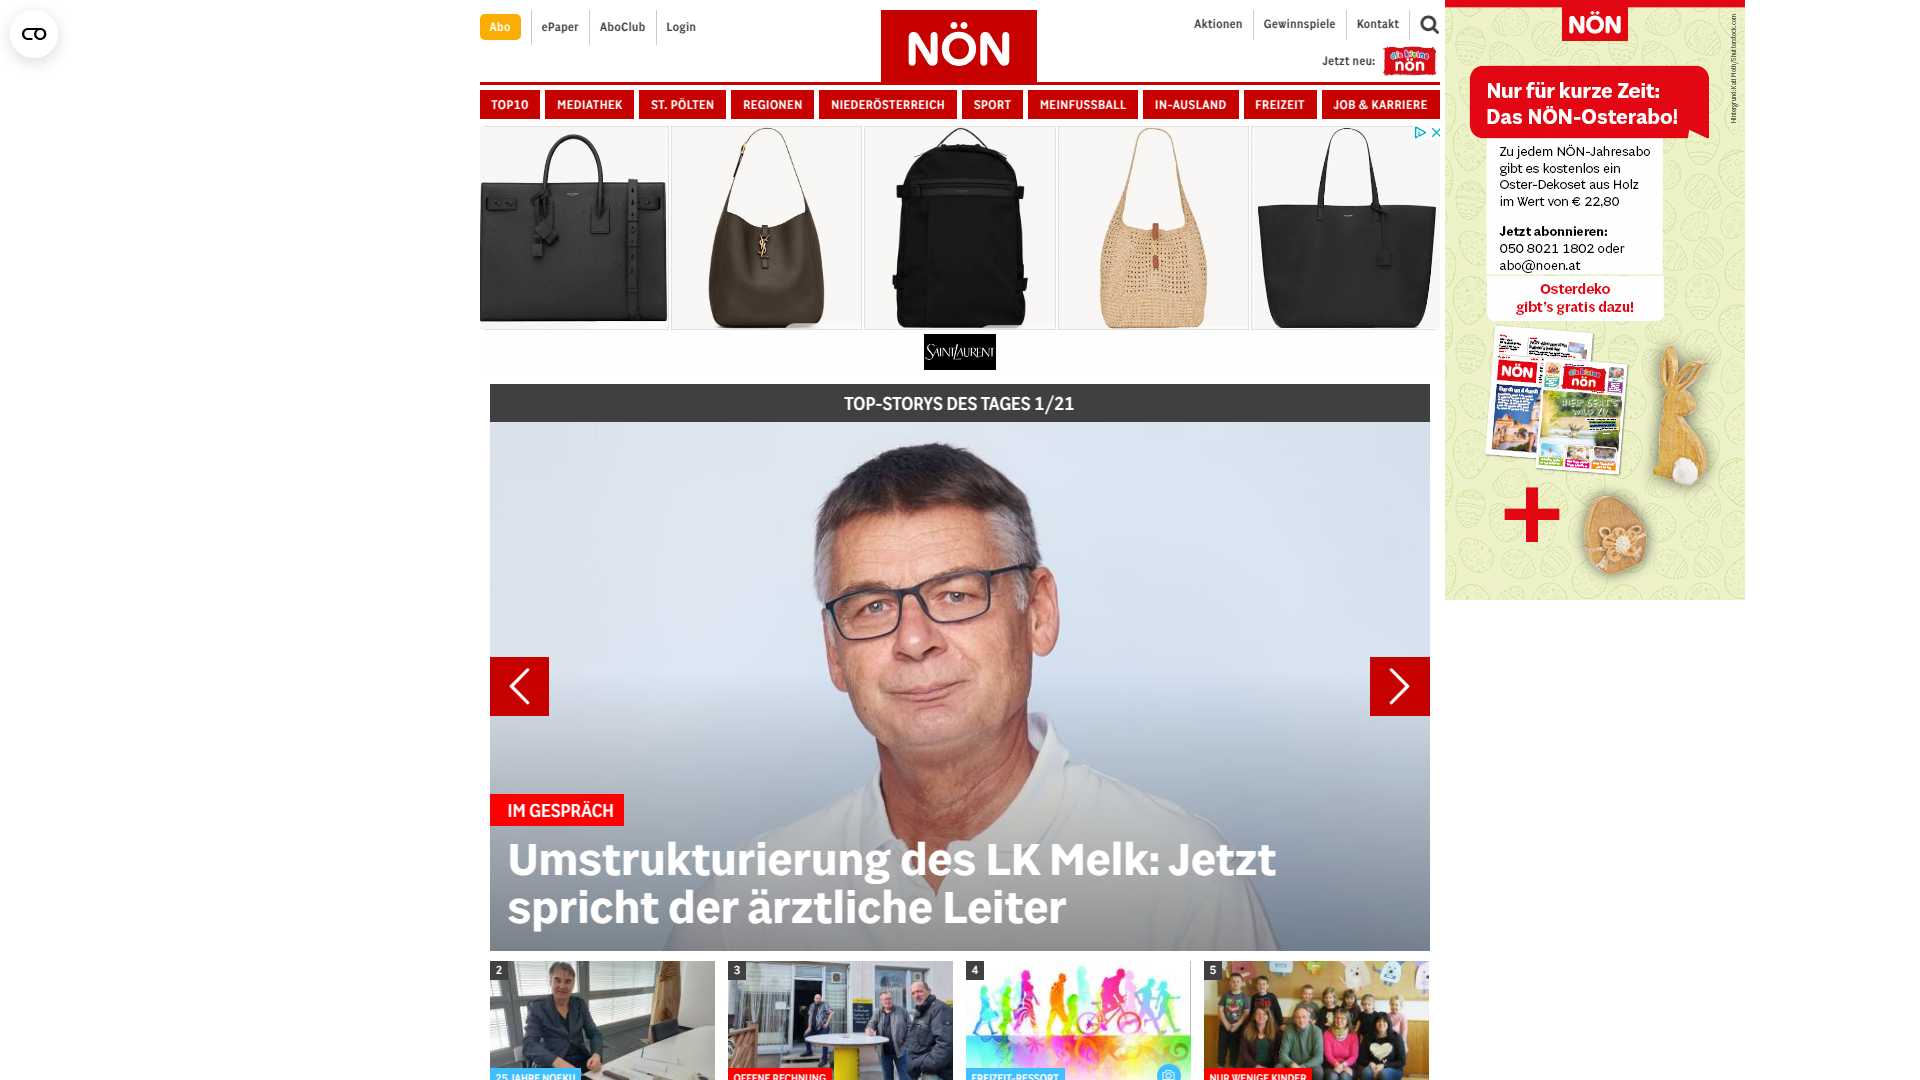 Abo
ePaper
AboClub
Login
NÖN
Aktionen
Gewinnspiele
Kontakt
Jetzt neu:
die kleine
nön
TOP10
MEDIATHEK
ST. PÖLTEN
REGIONEN
NIEDERÖSTERREICH
SPORT
MEINFUSSBALL
IN-AUSLAND
FREIZEIT
JOB & KARRIERE
SAINT LAURENT
TOP-STORYS DES TAGES 1/21
IM GESPRÄCH
Umstrukturierung des LK Melk: Jetzt
spricht der ärztliche Leiter
2
25 JAHRE NOEKU
3
OFFENE RECHNUNG
4
FREIZEIT-RESSORT
5
NUR WENIGE KINDER
NÖN
Hintergrund: Kutall Moth/Shutterstock.com
Nur für kurze Zeit:
Das NÖN-Osterabo!
Zu jedem NÖN-Jahresabo
gibt es kostenlos ein
Oster-Dekoset aus Holz
im Wert von € 22,80
Jetzt abonnieren:
050 8021 1802 oder
abo@noen.at
Osterdeko
gibt's gratis dazu!
NÖN
die kleine
nön
+